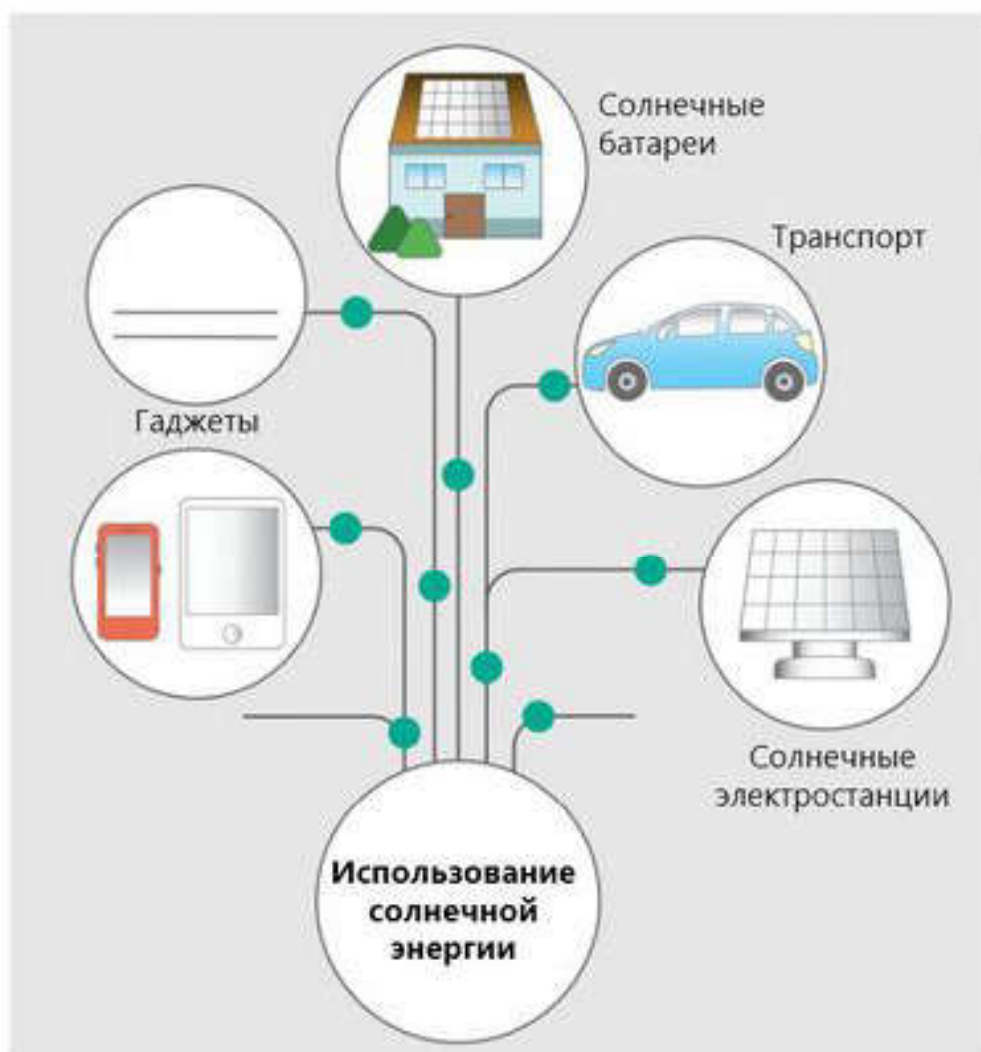 Солнечные
батареи
Транспорт
Гаджеты
Солнечные
электростанции
Использование
солнечной
энергии